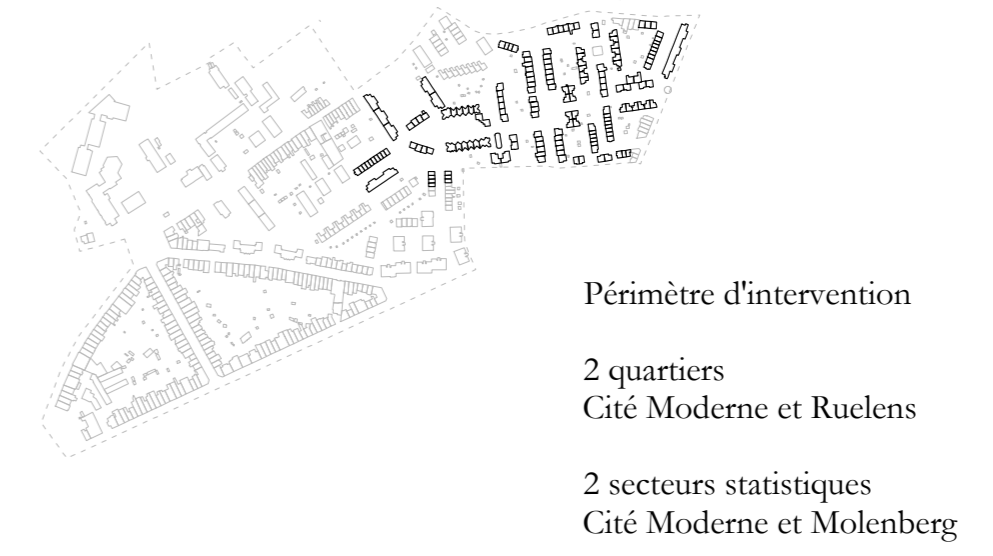 Périmètre d'intervention
2 quartiers
Cité Moderne et Ruelens
2 secteurs statistiques
Cité Moderne et Molenberg